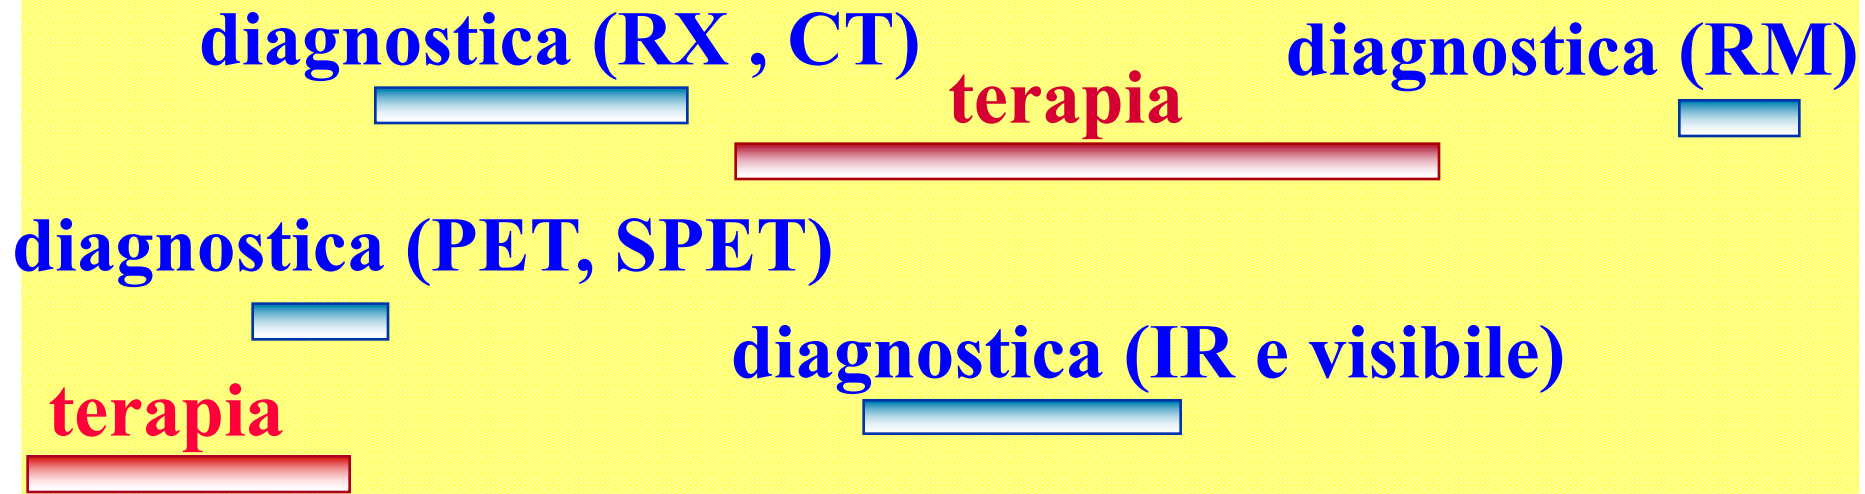 diagnostica (RX , CT)
diagnostica (RM)
terapia
diagnostica (PET, SPET)
diagnostica (IR e visibile)
terapia